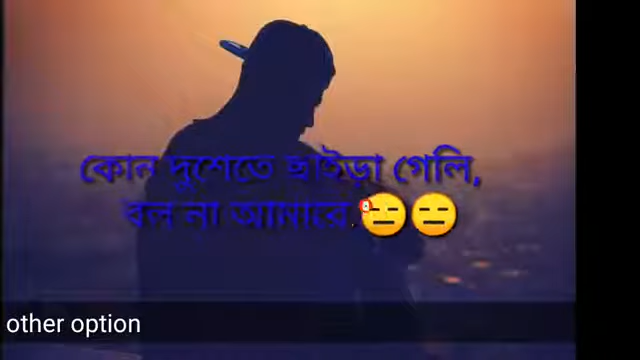 কোন দুশেতে ছাইড়া গেলি,
বল না আমারে.😑😑
other option